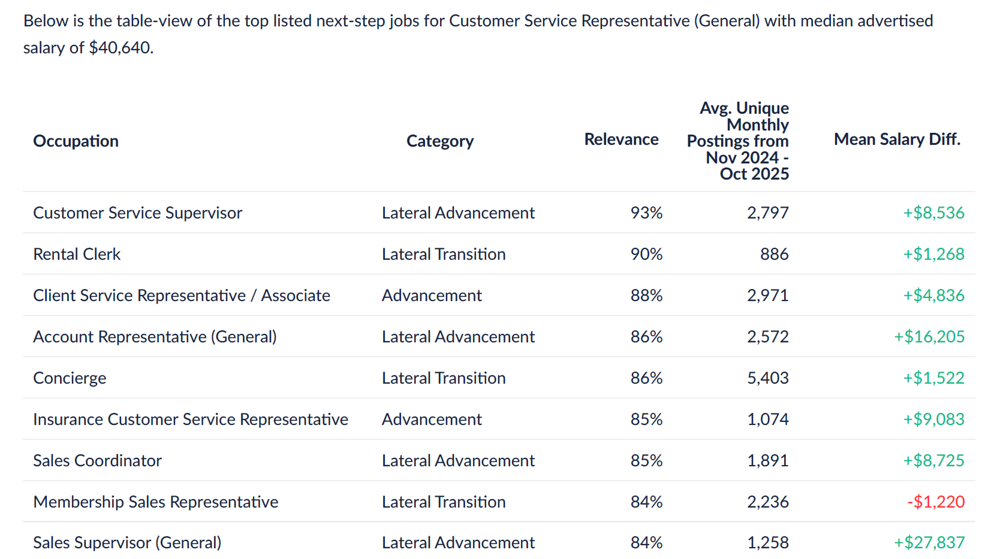 Below is the table-view of the top listed next-step jobs for Customer Service Representative (General) with median advertised
salary of $40,640.
Occupation Category Relevance Avg. Unique Monthly Postings from Nov 2024 - Oct 2025 Mean Salary Diff.
Customer Service Supervisor Lateral Advancement 93% 2,797 +$8,536
Rental Clerk Lateral Transition 90% 886 +$1,268
Client Service Representative / Associate Advancement 88% 2,971 +$4,836
Account Representative (General) Lateral Advancement 86% 2,572 +$16,205
Concierge Lateral Transition 86% 5,403 +$1,522
Insurance Customer Service Representative Advancement 85% 1,074 +$9,083
Sales Coordinator Lateral Advancement 85% 1,891 +$8,725
Membership Sales Representative Lateral Transition 84% 2,236 -$1,220
Sales Supervisor (General) Lateral Advancement 84% 1,258 +$27,837